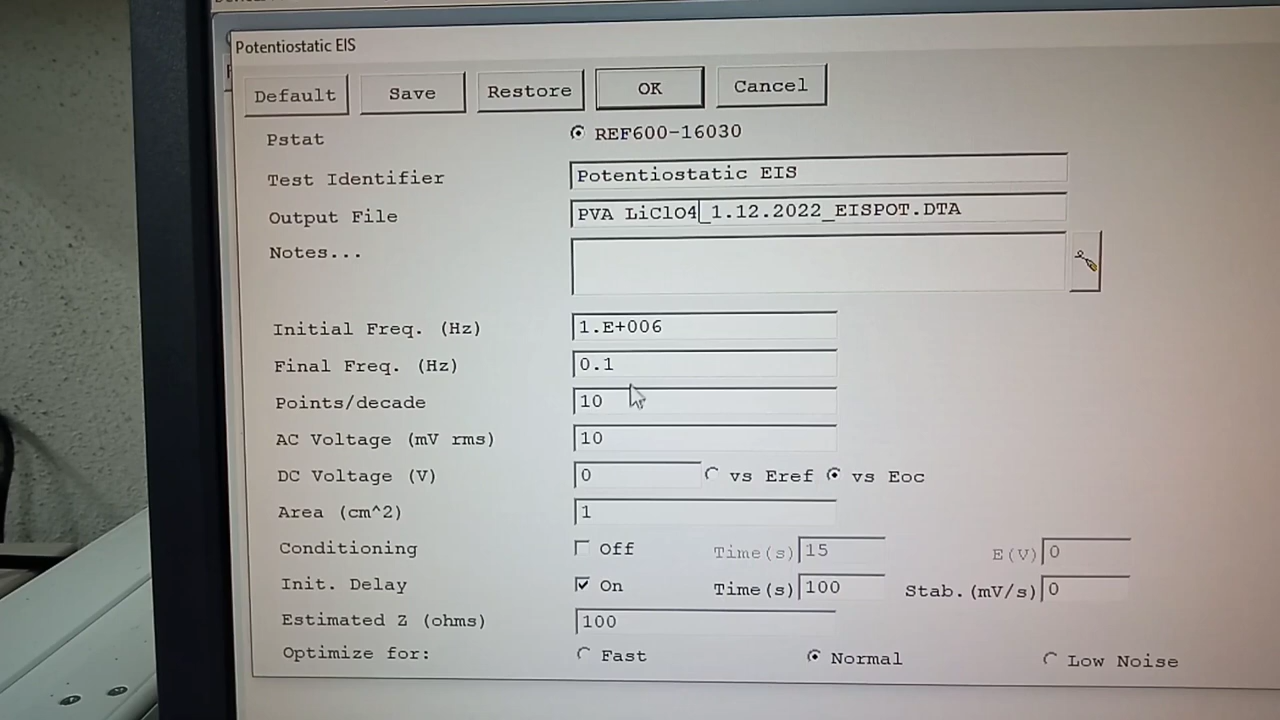 Potentiostatic EIS
Default Save Restore OK Cancel
Pstat REF600-16030
Test Identifier Potentiostatic EIS
Output File PVA LiClO4_1.12.2022_EISPOT.DTA
Notes...
Initial Freq. (Hz) 1.E+006
Final Freq. (Hz) 0.1
Points/decade 10
AC Voltage (mV rms) 10
DC Voltage (V) 0 vs Eref vs Eoc
Area (cm^2) 1
Conditioning Off Time(s) 15 E(V) 0
Init. Delay On Time(s) 100 Stab.(mV/s) 0
Estimated Z (ohms) 100
Optimize for: Fast Normal Low Noise